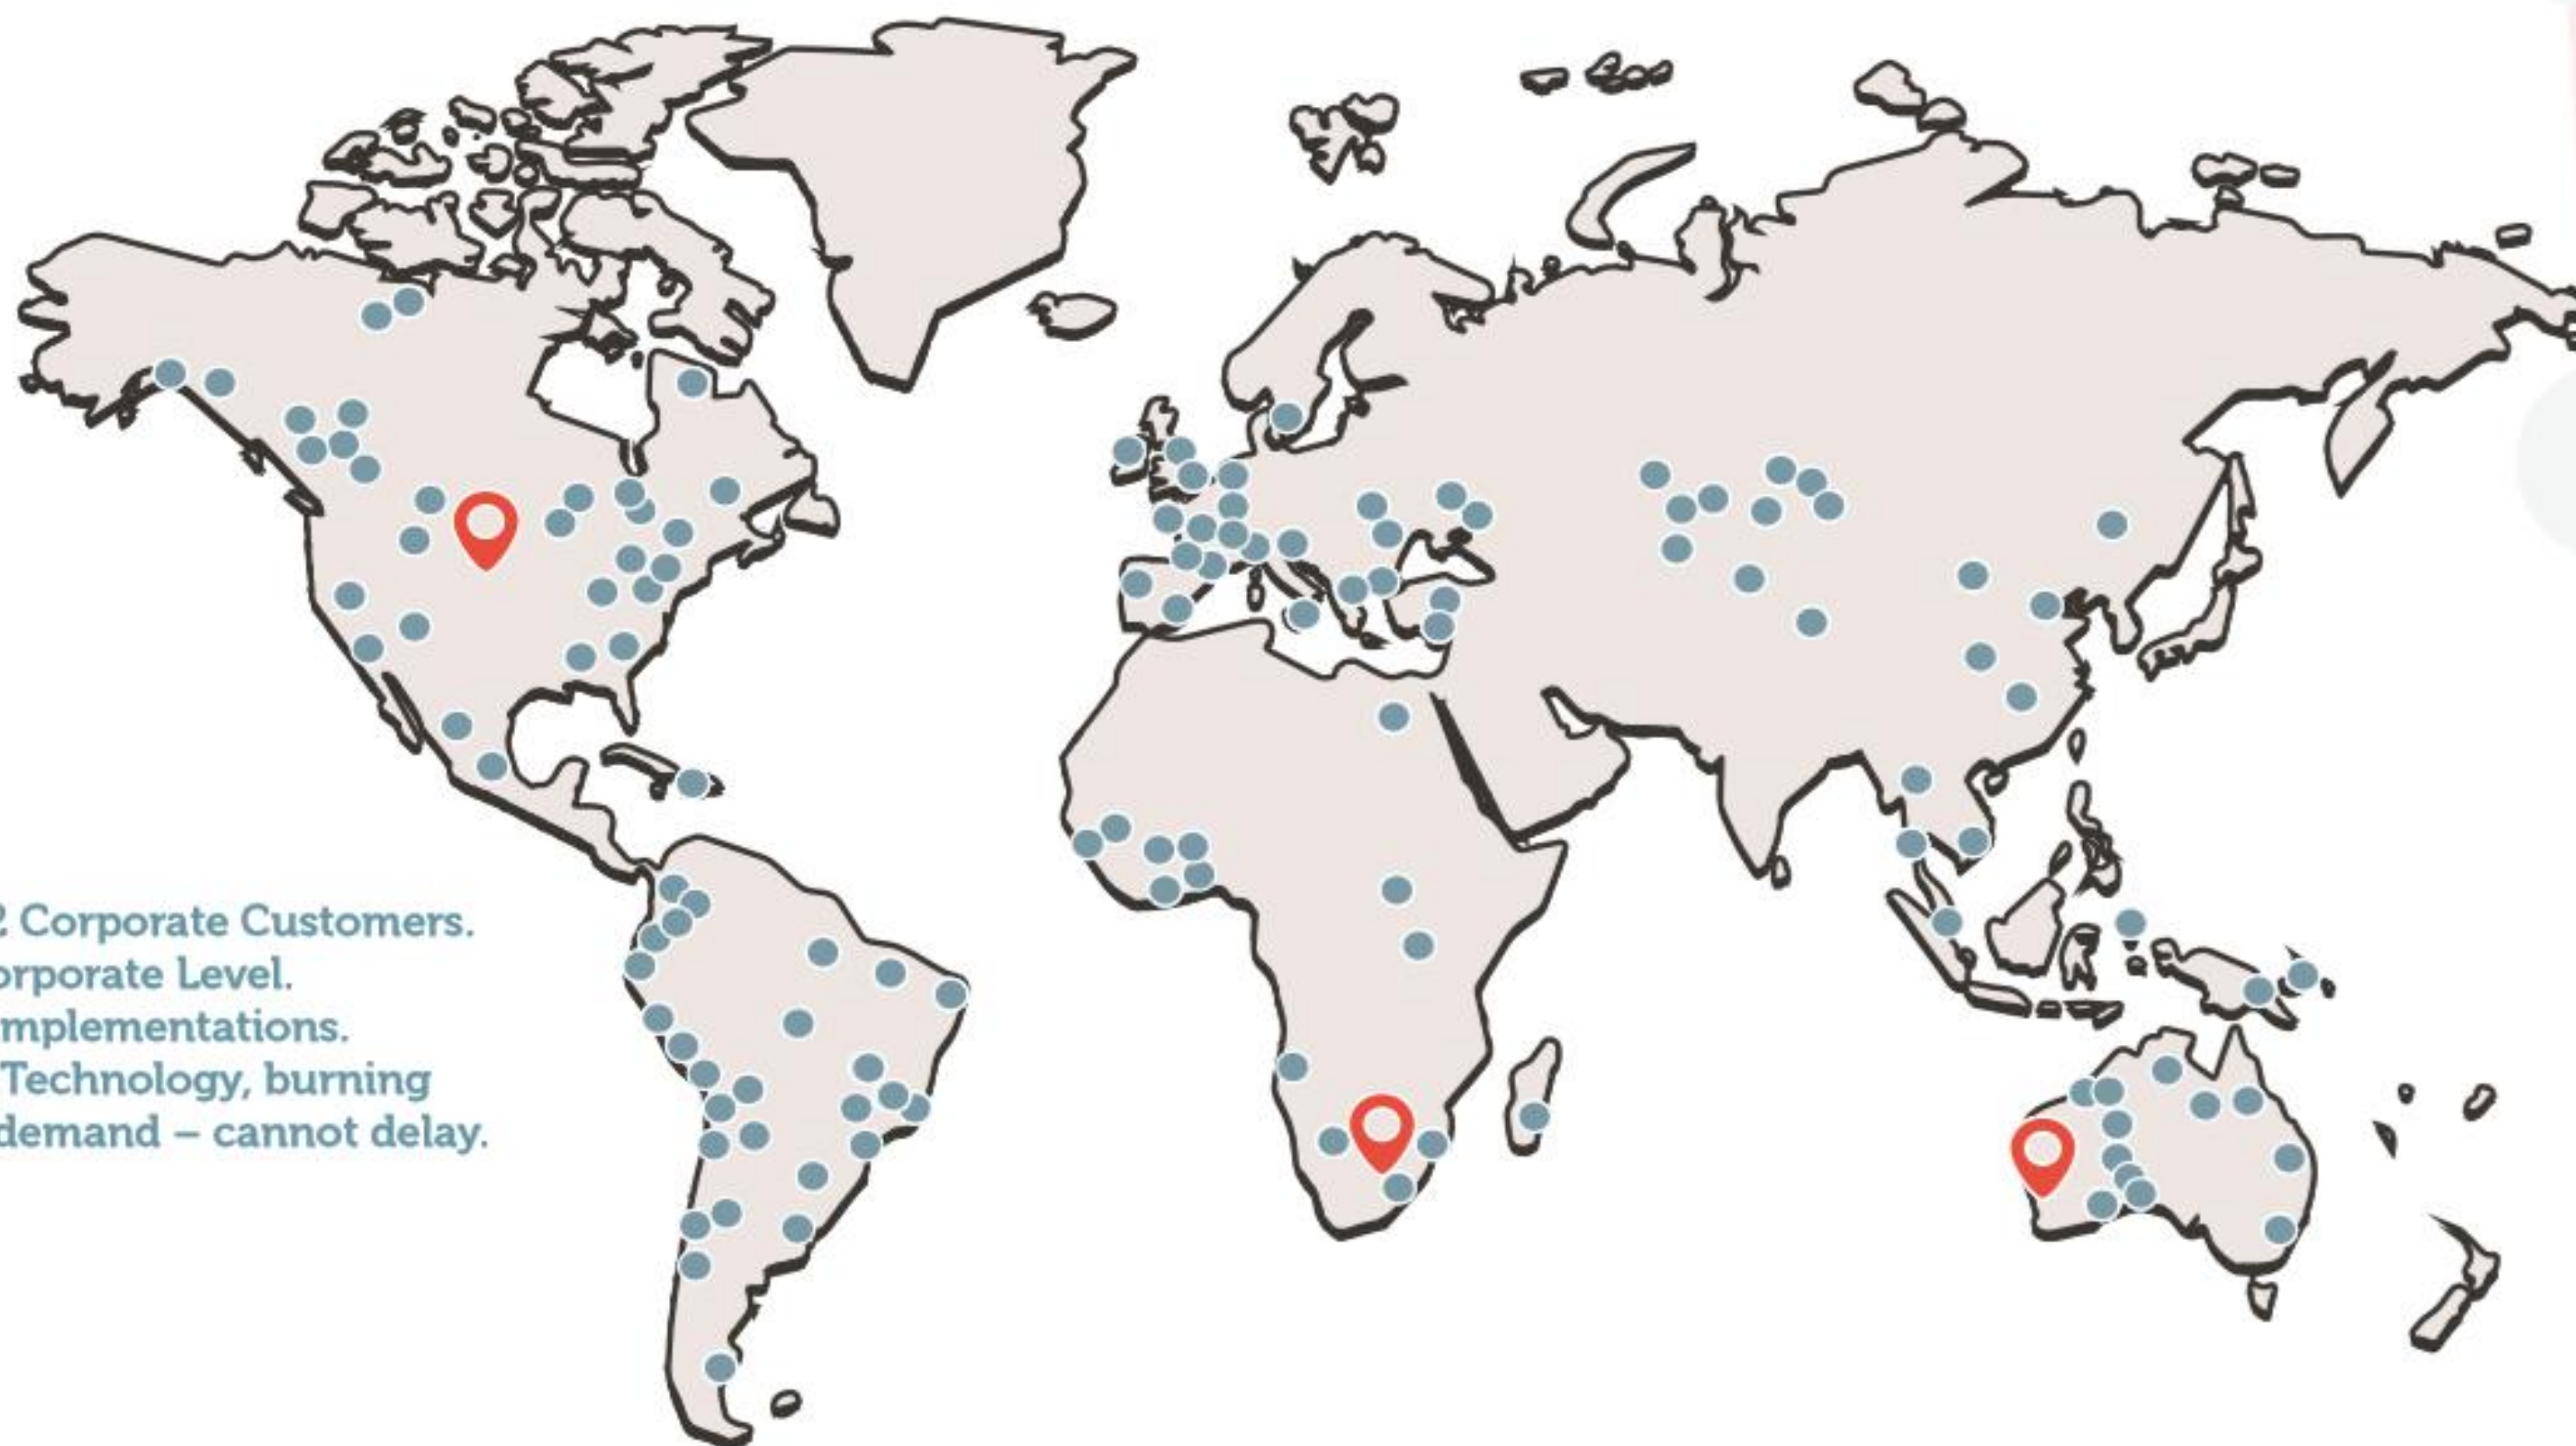 2 Corporate Customers.
orporate Level.
mplementations.
Technology, burning
demand – cannot delay.